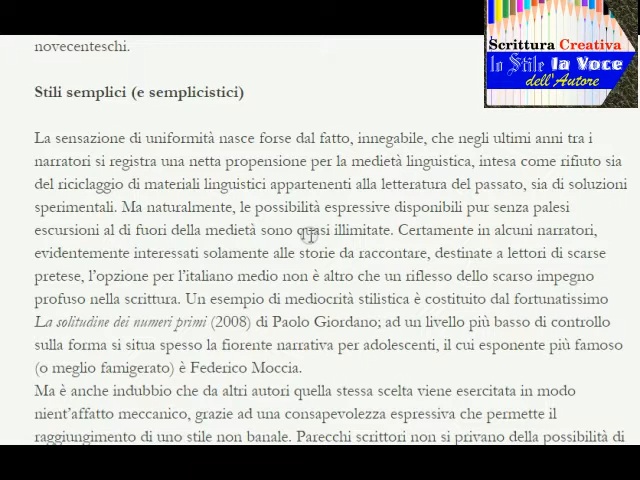 Scrittura Creativa
lo Stile la Voce
dell'Autore
novecenteschi.
Stili semplici (e semplicistici)
La sensazione di uniformità nasce forse dal fatto, innegabile, che negli ultimi anni tra i
narratori si registra una netta propensione per la medietà linguistica, intesa come rifiuto sia
del riciclaggio di materiali linguistici appartenenti alla letteratura del passato, sia di soluzioni
sperimentali. Ma naturalmente, le possibilità espressive disponibili pur senza palesi
escursioni al di fuori della medietà sono quasi illimitate. Certamente in alcuni narratori,
evidentemente interessati solamente alle storie da raccontare, destinate a lettori di scarse
pretese, l'opzione per l'italiano medio non è altro che un riflesso dello scarso impegno
profuso nella scrittura. Un esempio di mediocrità stilistica è costituito dal fortunatissimo
La solitudine dei numeri primi (2008) di Paolo Giordano; ad un livello più basso di controllo
sulla forma si situa spesso la fiorente narrativa per adolescenti, il cui esponente più famoso
(o meglio famigerato) è Federico Moccia.
Ma è anche indubbio che da altri autori quella stessa scelta viene esercitata in modo
nient'affatto meccanico, grazie ad una consapevolezza espressiva che permette il
raggiungimento di uno stile non banale. Parecchi scrittori non si privano della possibilità di